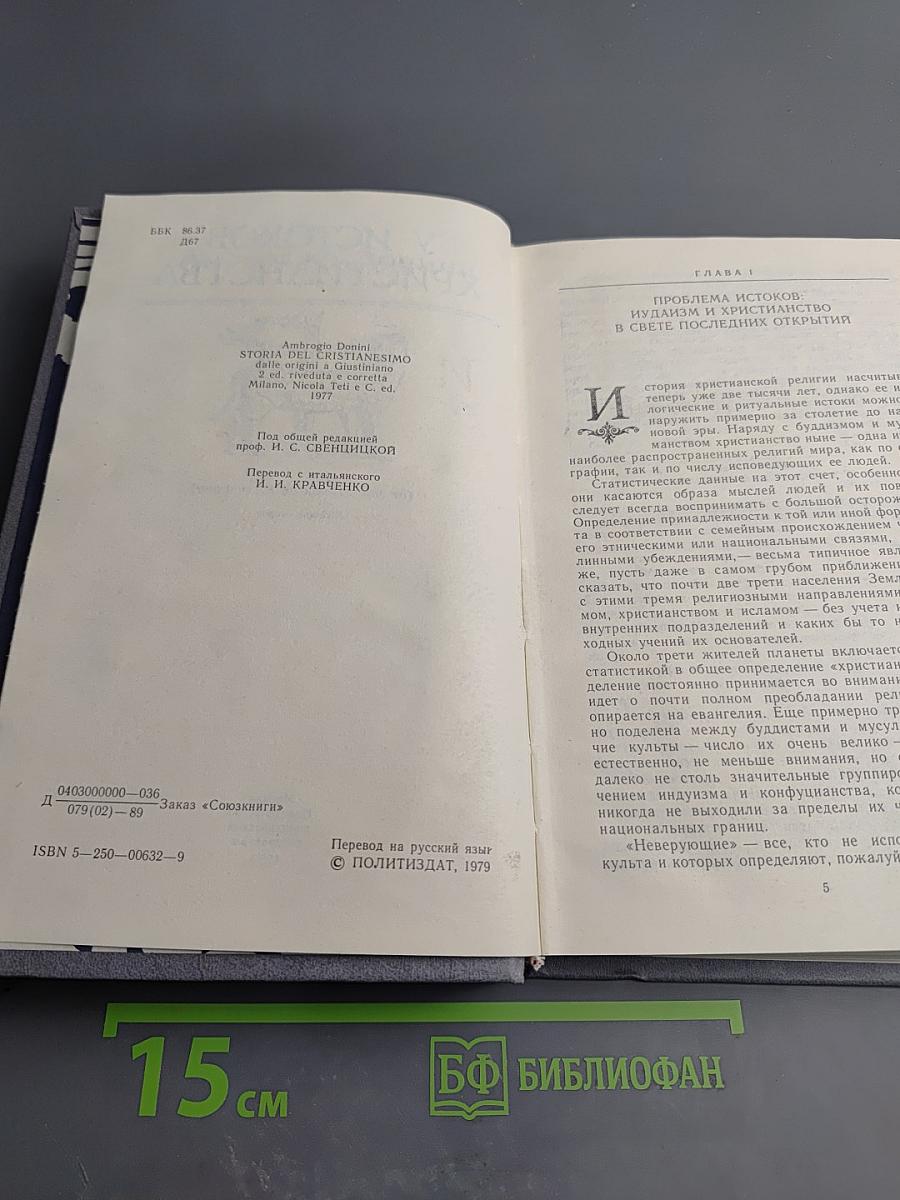 ББК 86.37
Д67
Ambrogio Donini
STORIA DEL CRISTIANESIMO
dalle origini a Giustiniano
2 ed. riveduta e corretta
Milano, Nicola Teti e C. ed.
1977
Под общей редакцией
проф. И. С. СВЕНЦИЦКОЙ
Перевод с итальянского
И. И. КРАВЧЕНКО
Д 0403000000—036
079(02)—89
Заказ «Союзкниги»
ISBN 5—250—00632—9
Перевод на русский язык
© ПОЛИТИЗДАТ, 1979
ГЛАВА I
ПРОБЛЕМА ИСТОКОВ:
ИУДАИЗМ И ХРИСТИАНСТВО
В СВЕТЕ ПОСЛЕДНИХ ОТКРЫТИЙ
История христианской религии насчитыв
теперь уже две тысячи лет, однако ее и
логические и ритуальные истоки можно
наружить примерно за столетие до на
новой эры. Наряду с буддизмом и му
манством христианство ныне — одна и
наиболее распространенных религий мира, как по
графии, так и по числу исповедующих ее людей.
Статистические данные на этот счет, особенно
они касаются образа мыслей людей и их пов
следует всегда воспринимать с большой осторож
Определение принадлежности к той или иной фор
та в соответствии с семейным происхождением ч
его этническими или национальными связями,
линными убеждениями,— весьма типичное явл
же, пусть даже в самом грубом приближени
сказать, что почти две трети населения Земл
с этими тремя религиозными направлениями
мом, христианством и исламом — без учета и
внутренних подразделений и каких бы то н
ходных учений их основателей.
Около трети жителей планеты включаетс
статистикой в общее определение «христиан
деление постоянно принимается во внимани
идет о почти полном преобладании рели
опирается на евангелия. Еще примерно тр
но поделена между буддистами и мусул
чие культы — число их очень велико —
естественно, не меньше внимания, но
далеко не столь значительные группиро
чением индуизма и конфуцианства, ко
никогда не выходили за пределы их ч
национальных границ.
«Неверующие» — все, кто не испо
культа и которых определяют, пожалуй
5
15 см
БФ БИБЛИОФАН